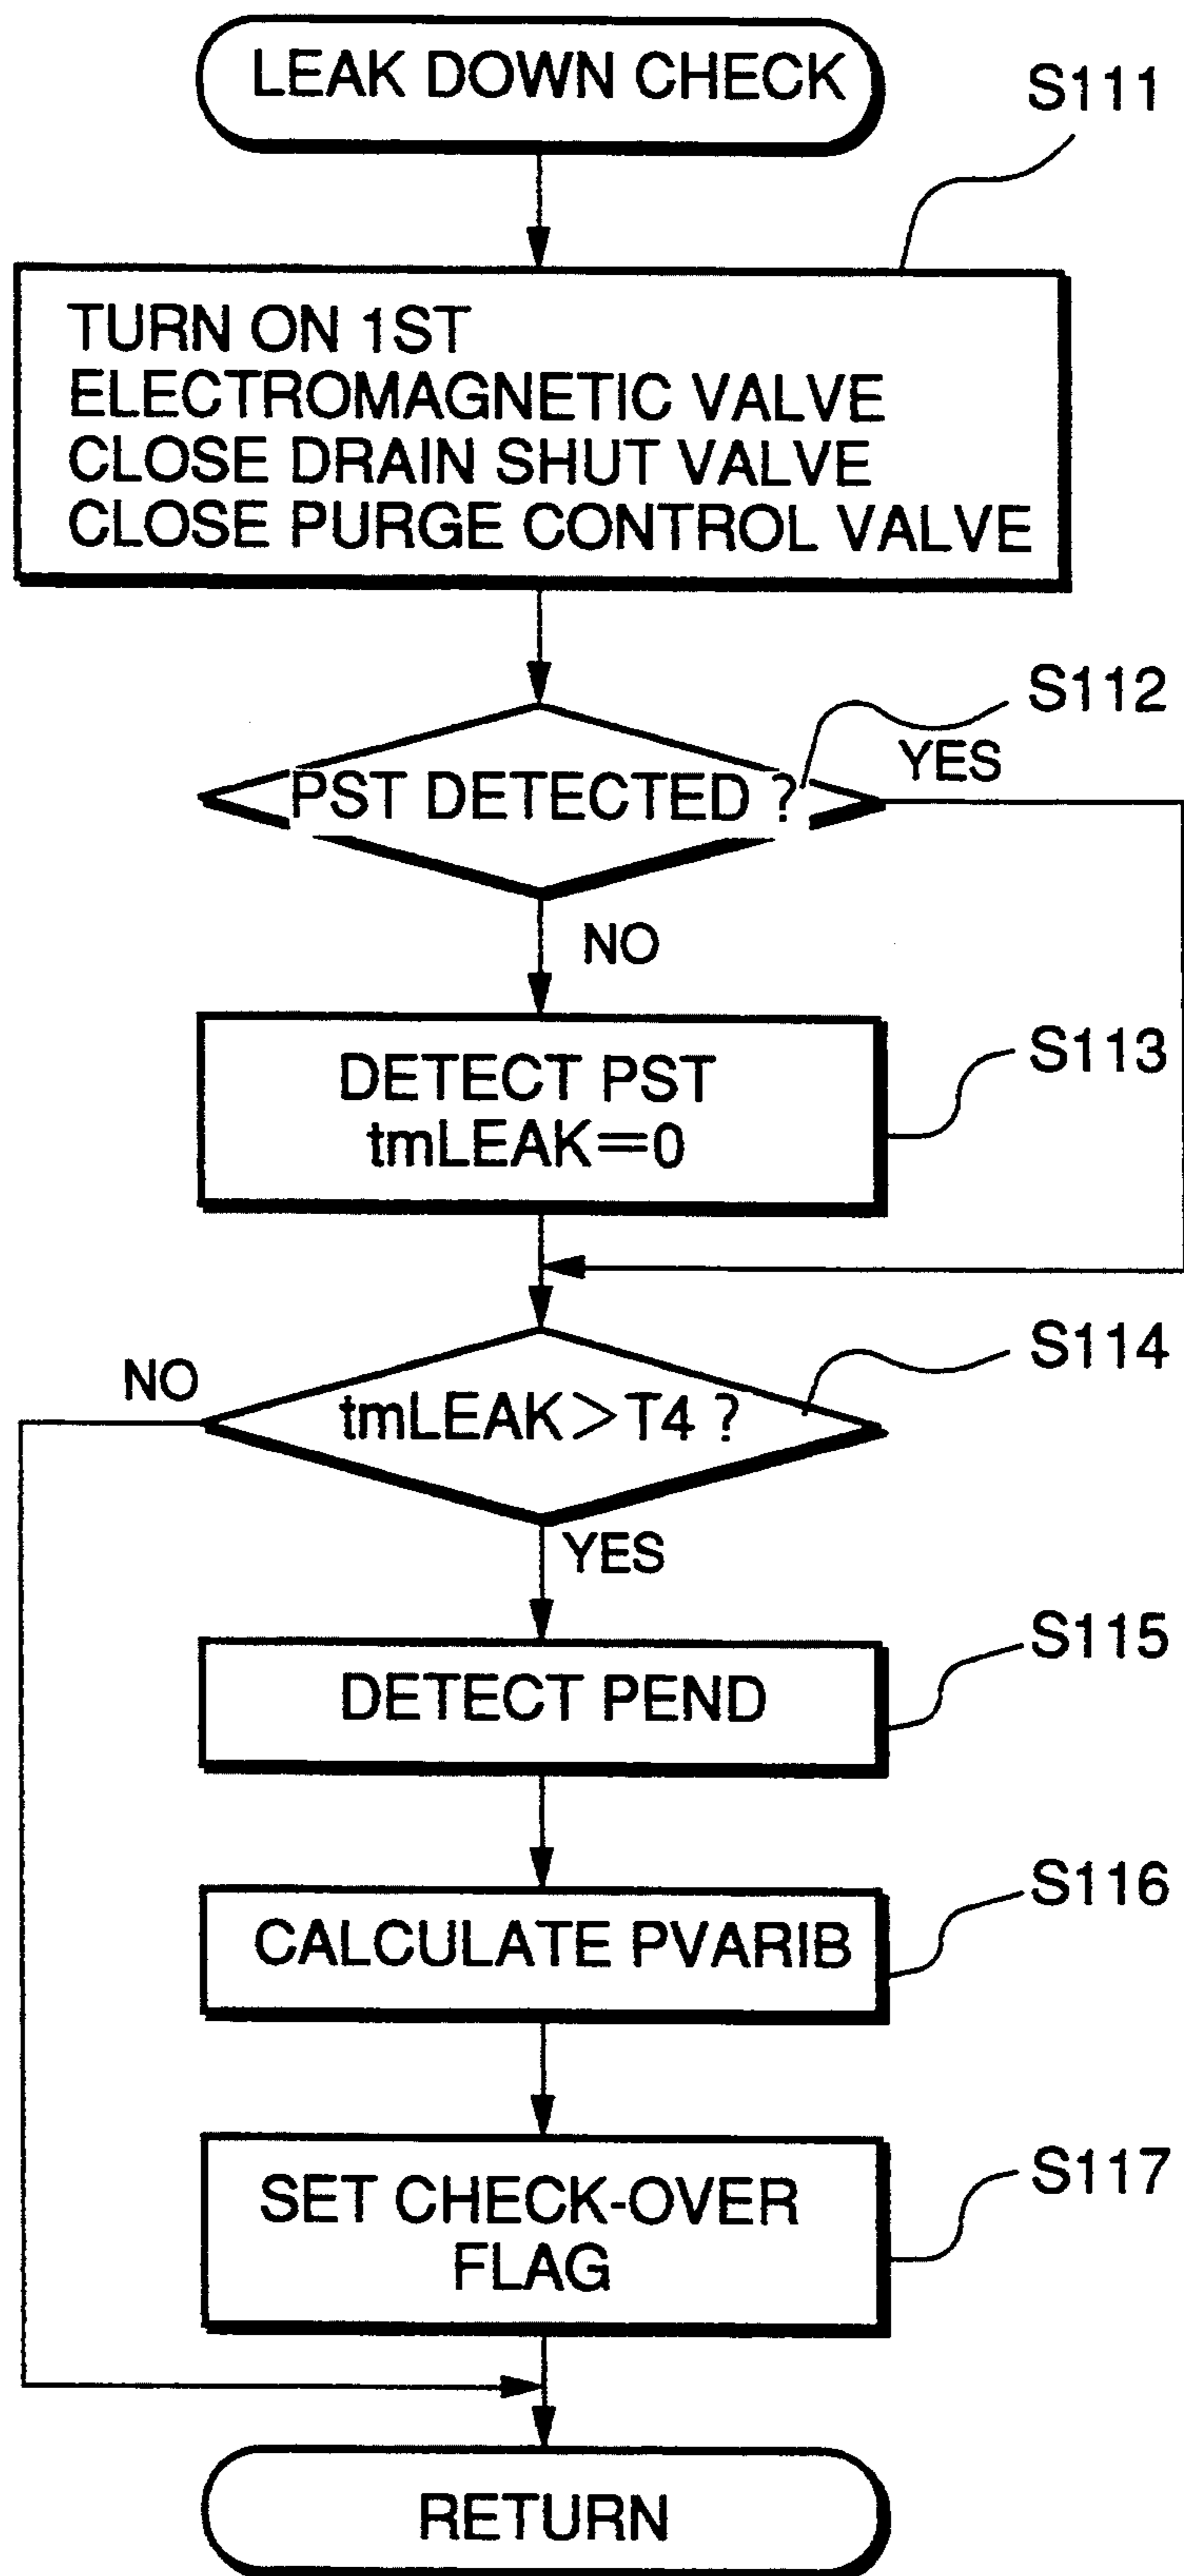 LEAK DOWN CHECK
S111
TURN ON 1ST
ELECTROMAGNETIC VALVE
CLOSE DRAIN SHUT VALVE
CLOSE PURGE CONTROL VALVE
S112
YES
PST DETECTED ?
NO
S113
DETECT PST
tmLEAK=0
S114
NO
tmLEAK>T4 ?
YES
S115
DETECT PEND
S116
CALCULATE PVARIB
S117
SET CHECK-OVER
FLAG
RETURN